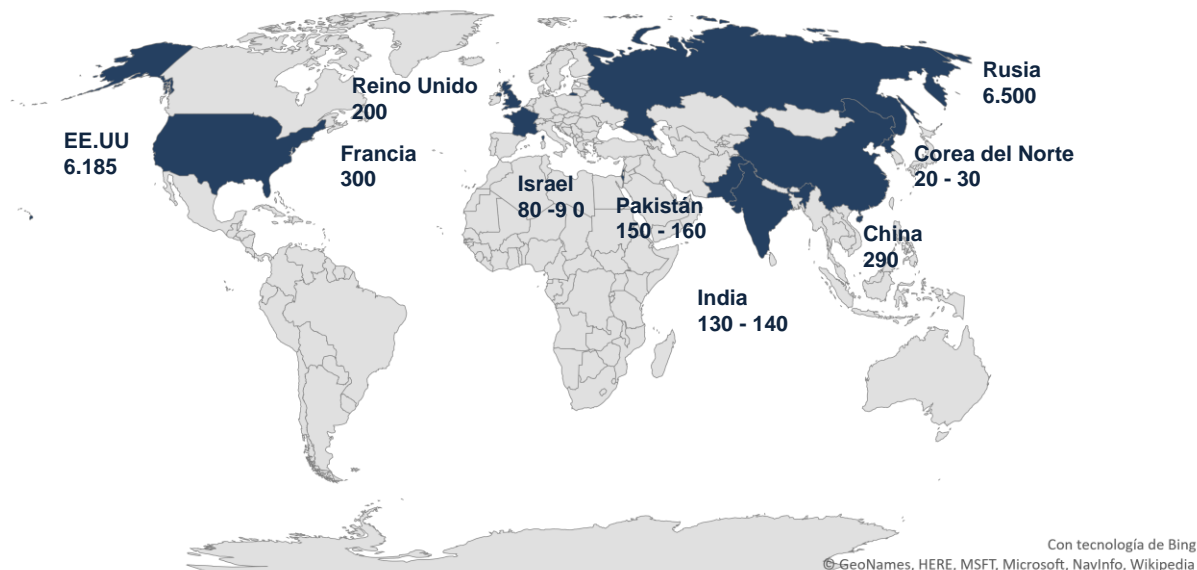 Reino Unido
200
EE.UU
6.185
Francia
300
Israel
80 -9 0
Pakistán
150 - 160
India
130 - 140
Rusia
6.500
Corea del Norte
20 - 30
China
290
Con tecnología de Bing
© GeoNames, HERE, MSFT, Microsoft, NavInfo, Wikipedia